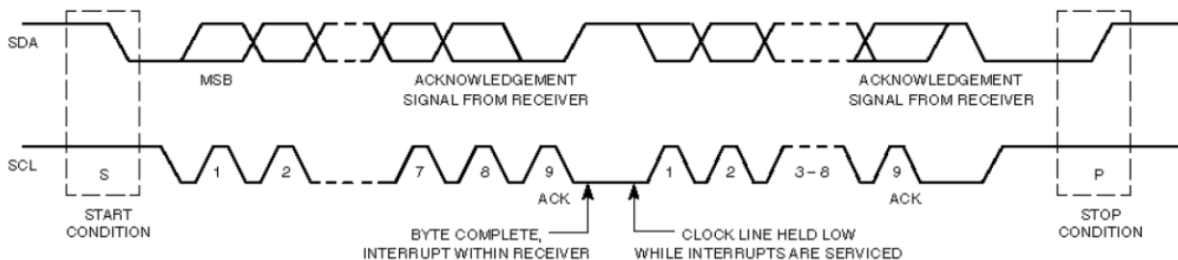 SDA
MSB
ACKNOWLEDGEMENT
SIGNAL FROM RECEIVER
ACKNOWLEDGEMENT
SIGNAL FROM RECEIVER
SCL
S
1
2
7
8
9
1
2
3–8
9
P
ACK
ACK
START
CONDITION
BYTE COMPLETE,
INTERRUPT WITHIN RECEIVER
CLOCK LINE HELD LOW
WHILE INTERRUPTS ARE SERVICED
STOP
CONDITION